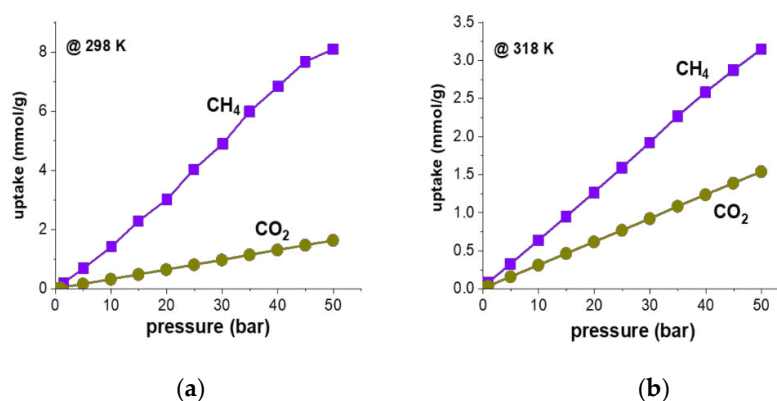 @ 298 K
CH4
CO2
uptake (mmol/g)
8
6
4
2
0
0 10 20 30 40 50
pressure (bar)
(a)
@ 318 K
CH4
CO2
uptake (mmol/g)
3.5
3.0
2.5
2.0
1.5
1.0
0.5
0.0
0 10 20 30 40 50
pressure (bar)
(b)